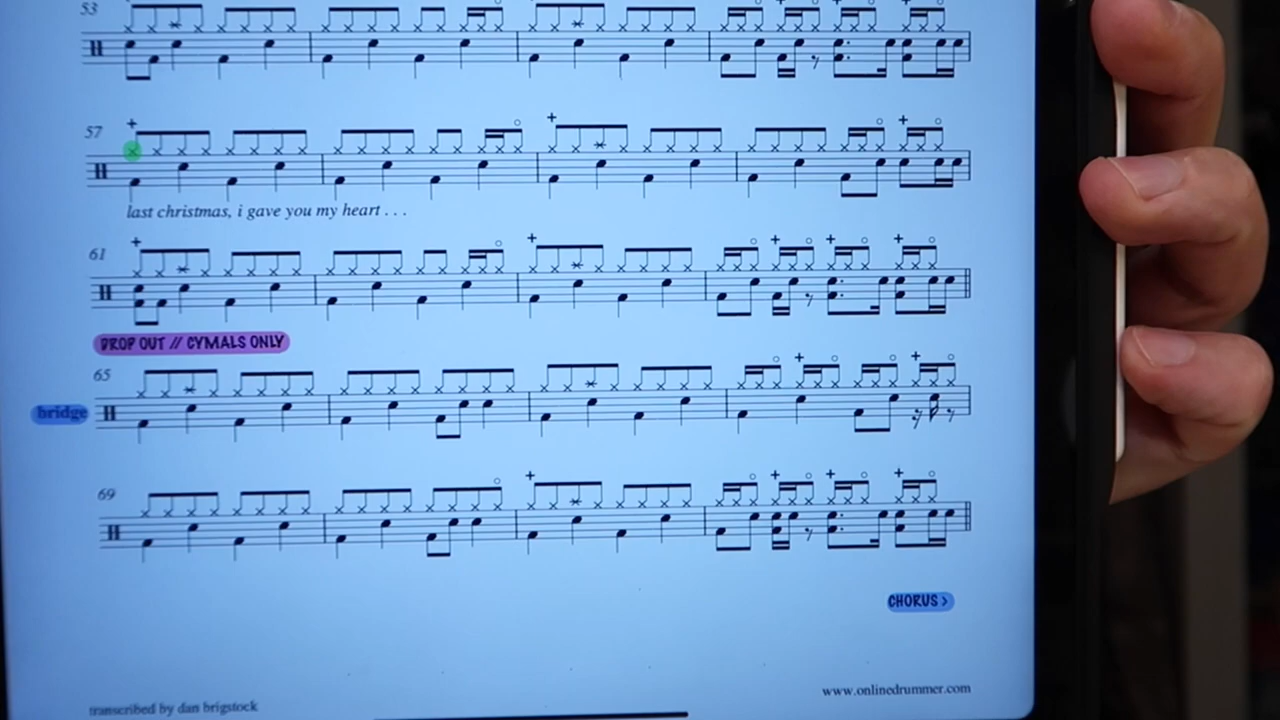 53
57
last christmas, i gave you my heart . . .
61
DROP OUT // CYMALS ONLY
65
bridge
69
CHORUS >
www.onlinedrummer.com
transcribed by dan brigstock